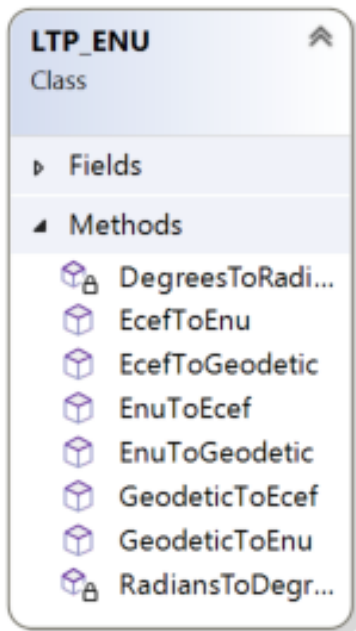 LTP_ENU
Class
Fields
Methods
DegreesToRadi...
EcefToEnu
EcefToGeodetic
EnuToEcef
EnuToGeodetic
GeodeticToEcef
GeodeticToEnu
RadiansToDegr...